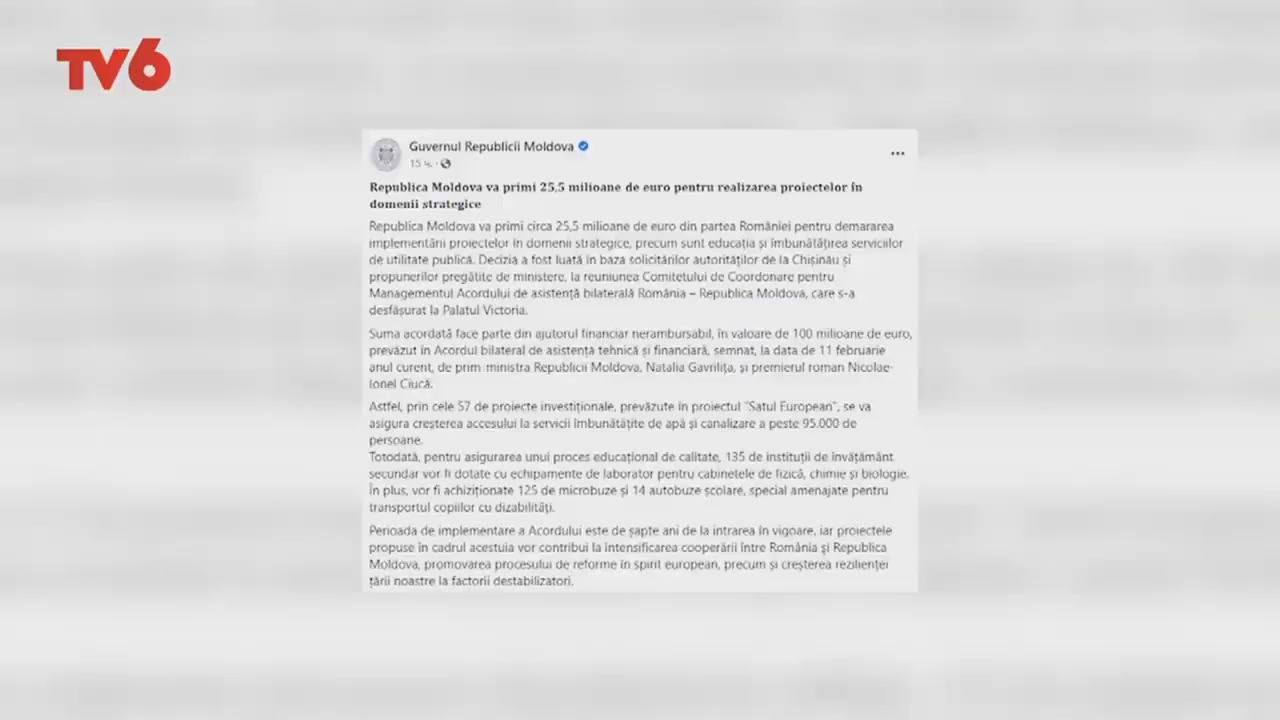 TV6
Guvernul Republicii Moldova
15 ч. ·
Republica Moldova va primi 25,5 milioane de euro pentru realizarea proiectelor în
domenii strategice
Republica Moldova va primi circa 25,5 milioane de euro din partea României pentru demararea
implementării proiectelor în domenii strategice, precum sunt educația și îmbunătățirea serviciilor
de utilitate publică. Decizia a fost luată în baza solicitărilor autorităților de la Chișinău și
propunerilor pregătite de ministere, la reuniunea Comitetului de Coordonare pentru
Managementul Acordului de asistență bilaterală România – Republica Moldova, care s-a
desfășurat la Palatul Victoria.
Suma acordată face parte din ajutorul financiar nerambursabil, în valoare de 100 milioane de euro,
prevăzut în Acordul bilateral de asistență tehnică și financiară, semnat, la data de 11 februarie
anul curent, de prim-ministra Republicii Moldova, Natalia Gavrilița, și premierul roman Nicolae-
Ionel Ciucă.
Astfel, prin cele 57 de proiecte investiționale, prevăzute în proiectul "Satul European", se va
asigura creșterea accesului la servicii îmbunătățite de apă și canalizare a peste 95.000 de
persoane.
Totodată, pentru asigurarea unui proces educațional de calitate, 135 de instituții de învățământ
secundar vor fi dotate cu echipamente de laborator pentru cabinetele de fizică, chimie și biologie.
În plus, vor fi achiziționate 125 de microbuze și 14 autobuze școlare, special amenajate pentru
transportul copiilor cu dizabilități.
Perioada de implementare a Acordului este de șapte ani de la intrarea în vigoare, iar proiectele
propuse în cadrul acestuia vor contribui la intensificarea cooperării între România și Republica
Moldova, promovarea procesului de reforme în spirit european, precum și creșterea rezilienței
țării noastre la factorii destabilizatori.